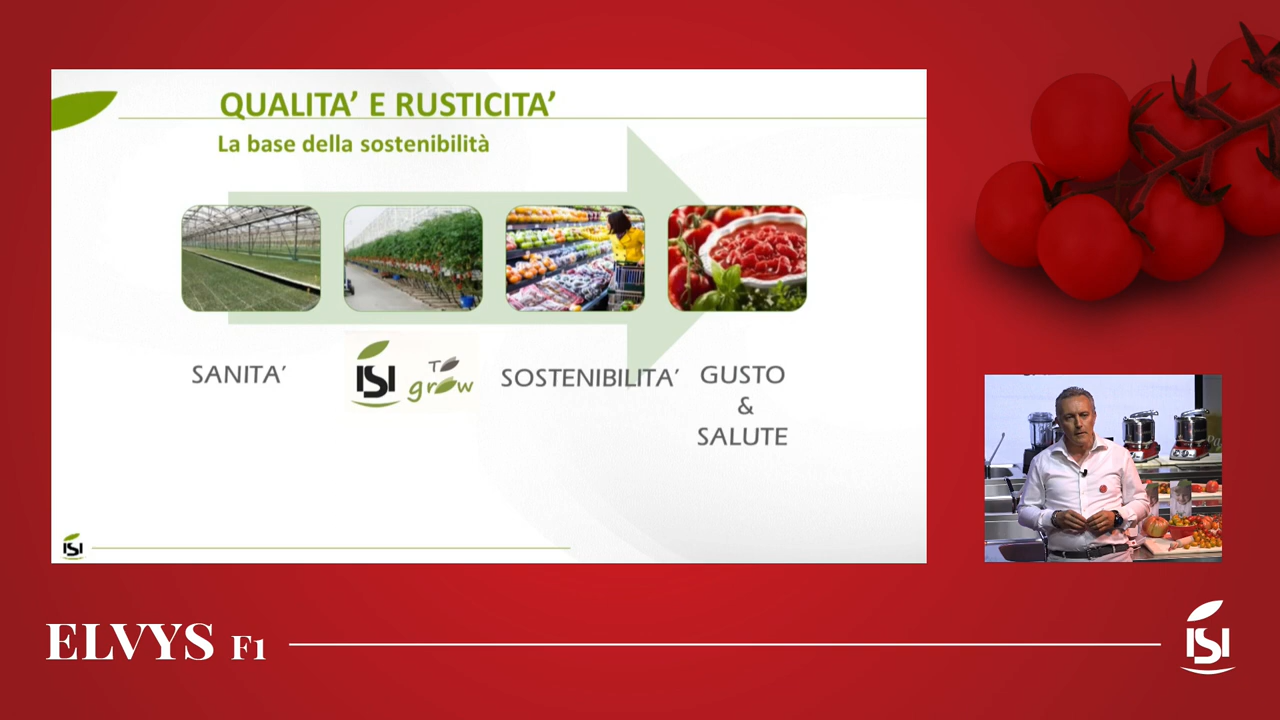 QUALITA' E RUSTICITA'
La base della sostenibilità
SANITA'
ISI
TO
grow
SOSTENIBILITA'
GUSTO
&
SALUTE
ISI
ELVYS F1
ISI